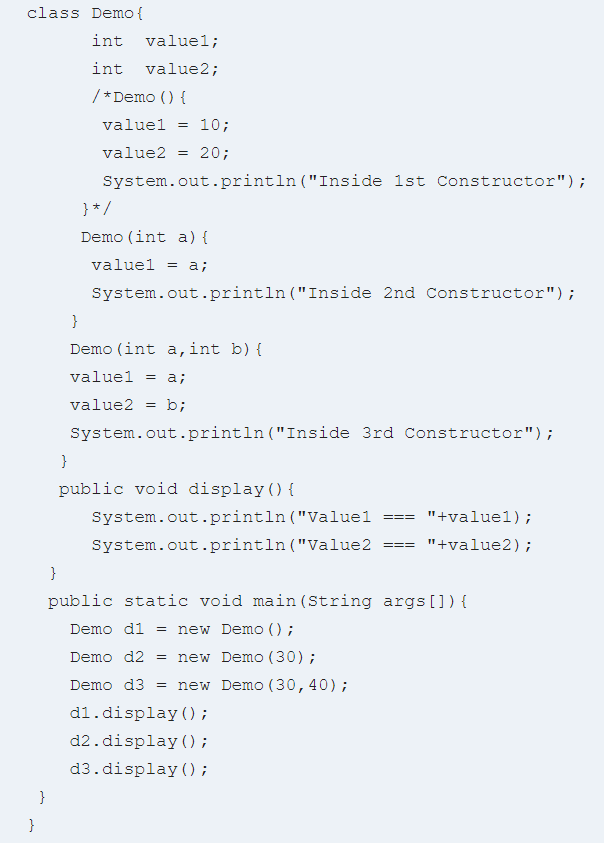 class Demo{
int  value1;
int  value2;
/*Demo(){
value1 = 10;
value2 = 20;
System.out.println("Inside 1st Constructor");
}*/
Demo(int a){
value1 = a;
System.out.println("Inside 2nd Constructor");
}
Demo(int a,int b){
value1 = a;
value2 = b;
System.out.println("Inside 3rd Constructor");
}
public void display(){
System.out.println("Value1 === "+value1);
System.out.println("Value2 === "+value2);
}
public static void main(String args[]){
Demo d1 = new Demo();
Demo d2 = new Demo(30);
Demo d3 = new Demo(30,40);
d1.display();
d2.display();
d3.display();
}
}